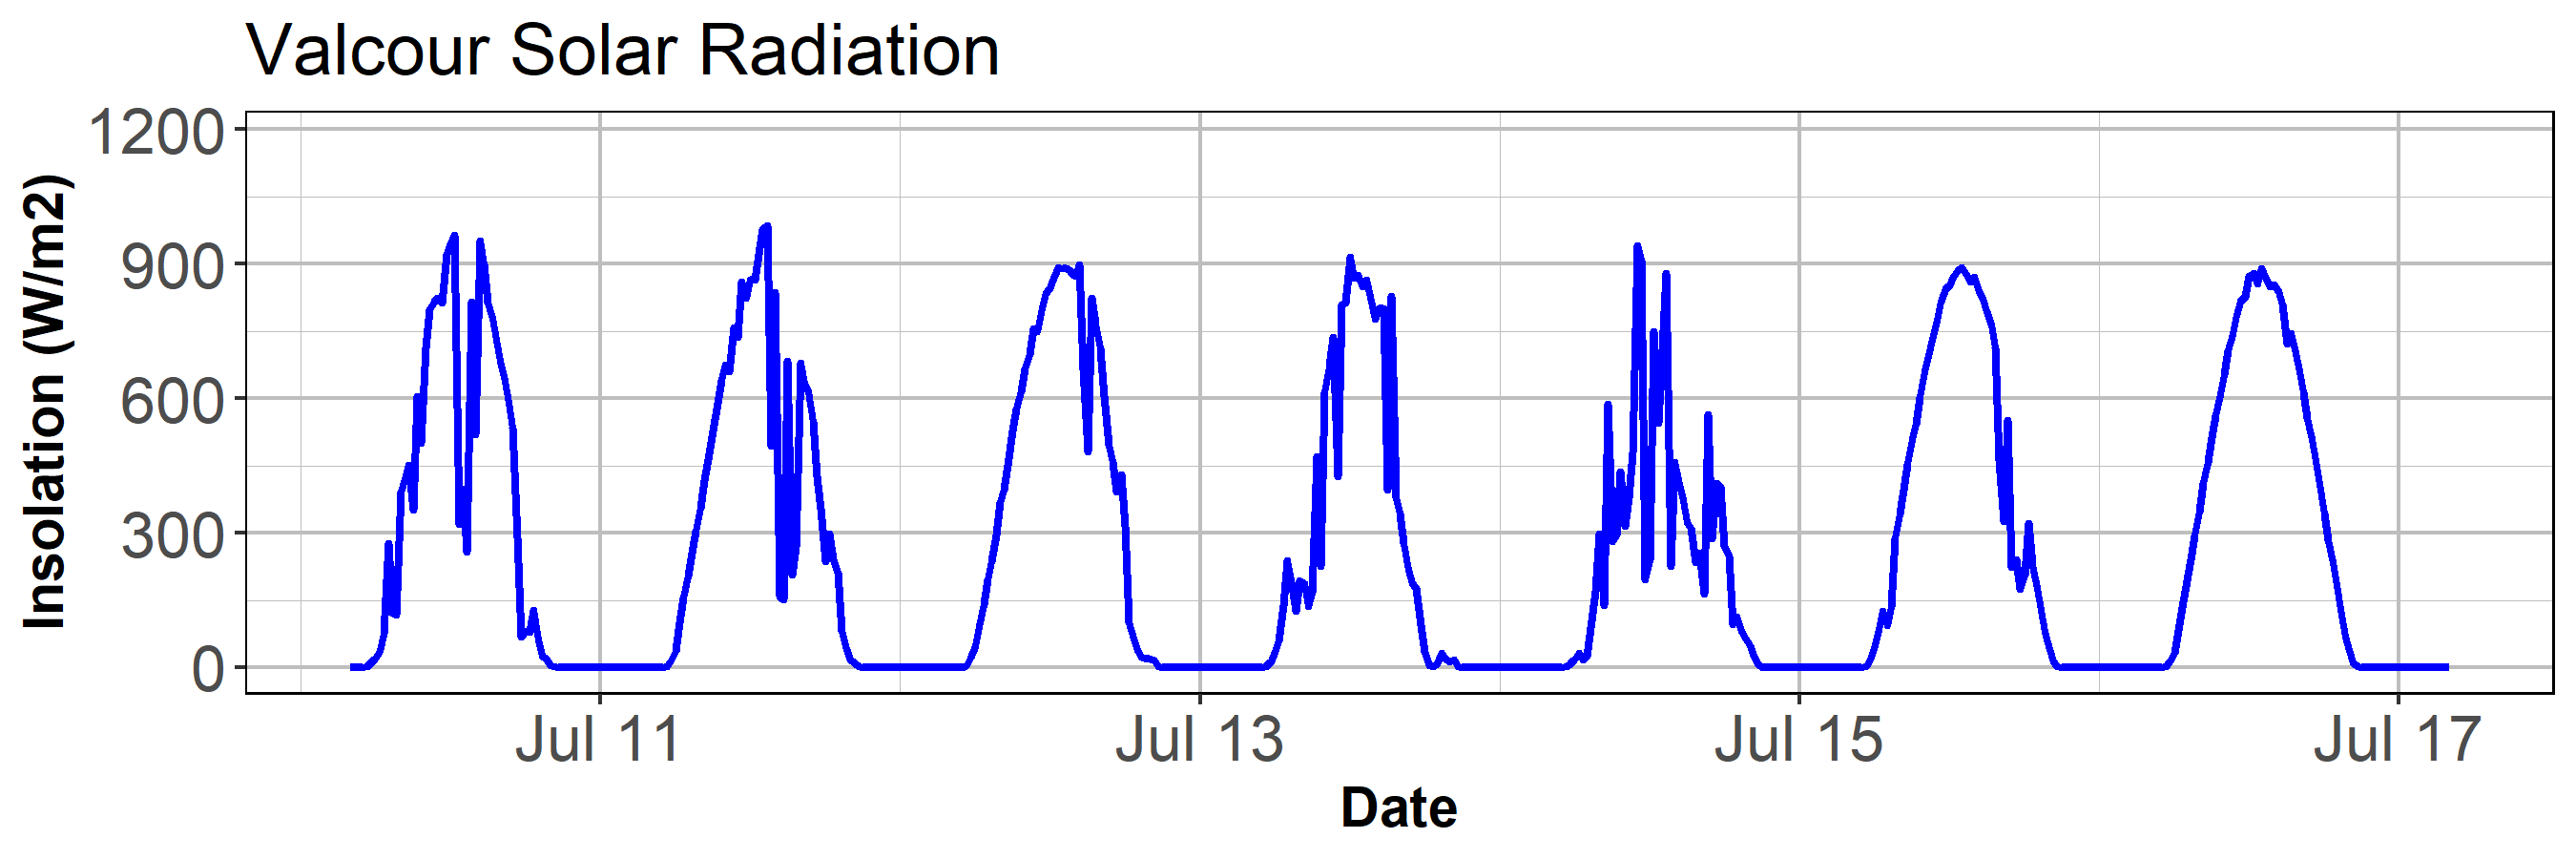 Valcour Solar Radiation
1200
900
600
300
0
Insolation (W/m2)
Jul 11 Jul 13 Jul 15 Jul 17
Date